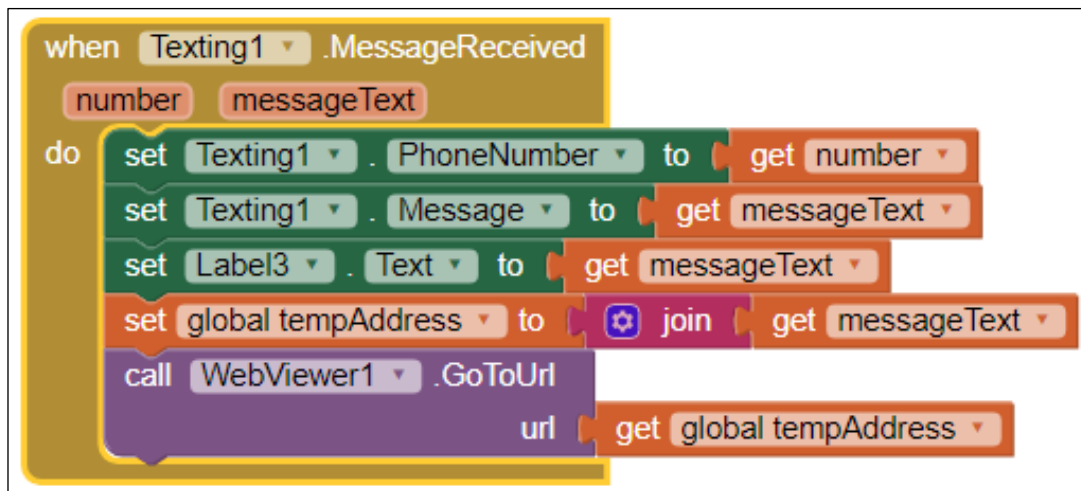 when Texting1 .MessageReceived
number messageText
do set Texting1 . PhoneNumber to get number
set Texting1 . Message to get messageText
set Label3 . Text to get messageText
set global tempAddress to join get messageText
call WebViewer1 .GoToUrl
url get global tempAddress